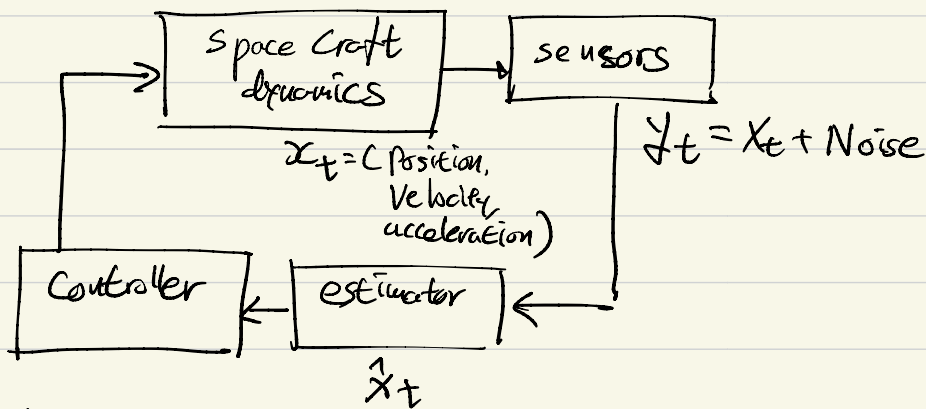 Space Craft
dynamics
sensors
x_t = (Position,
Velocity,
acceleration)
y_t = x_t + Noise
Controller
estimator
x̂_t